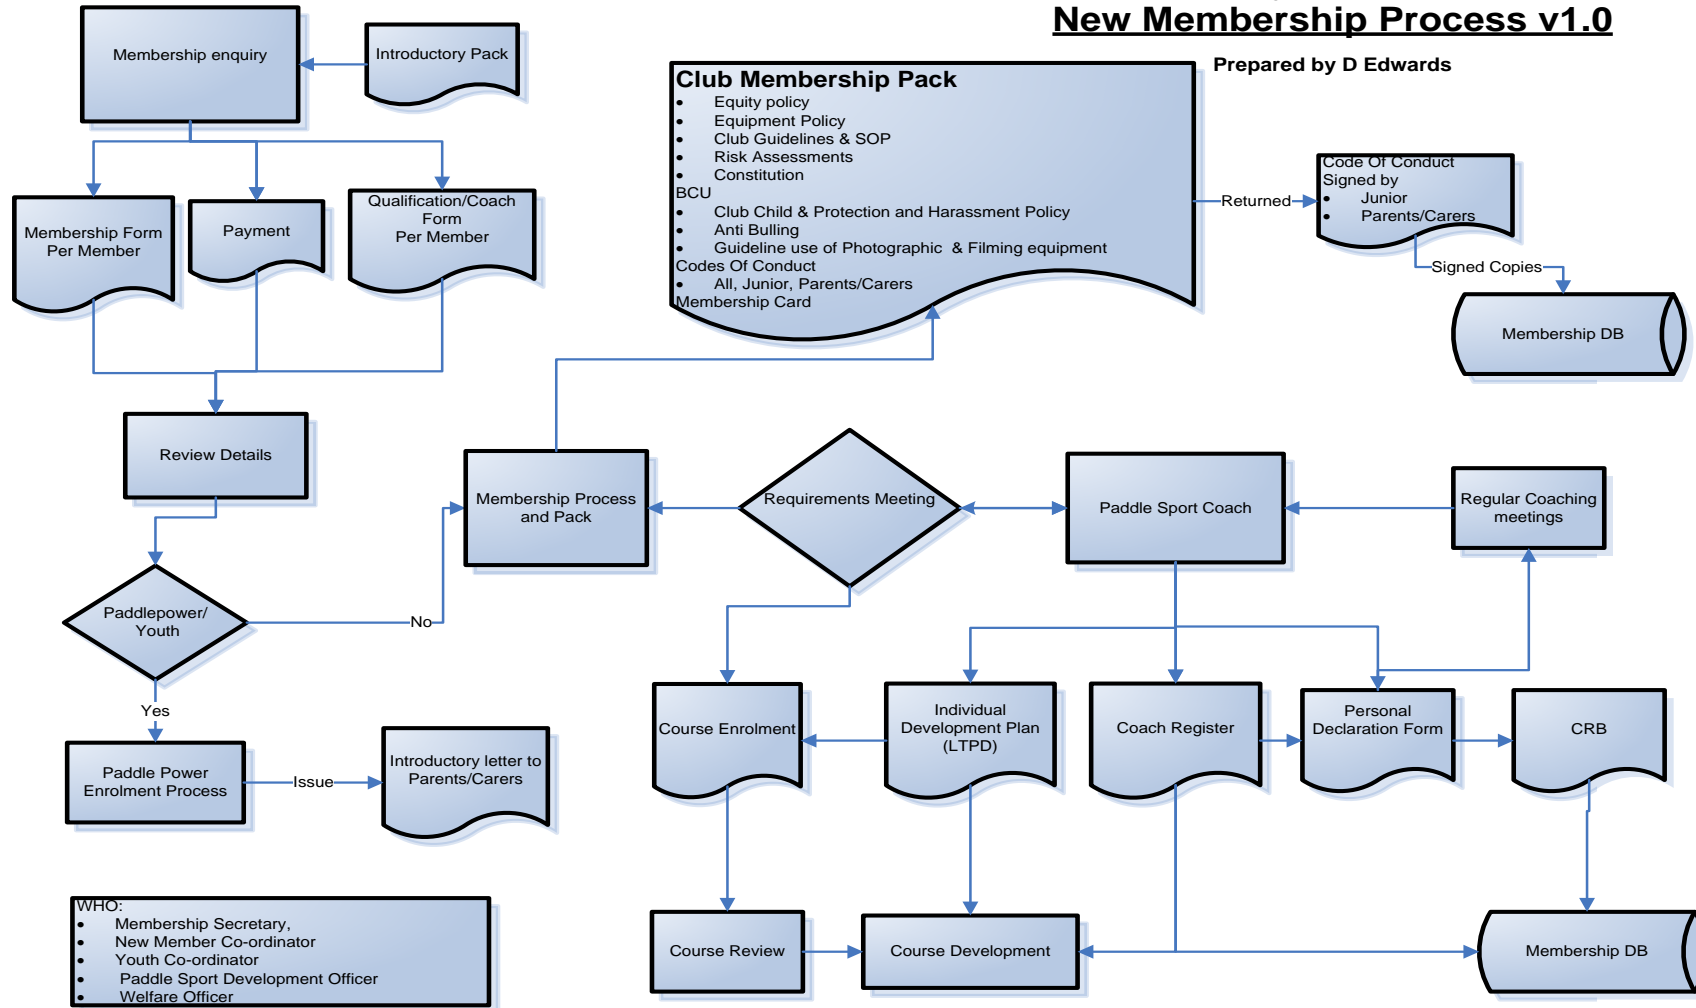 New Membership Process v1.0
Prepared by D Edwards
Membership enquiry
Introductory Pack
Club Membership Pack
• Equity policy
• Equipment Policy
• Club Guidelines & SOP
• Risk Assessments
• Constitution
BCU
• Club Child & Protection and Harassment Policy
• Anti Bulling
• Guideline use of Photographic & Filming equipment
Codes Of Conduct
• All, Junior, Parents/Carers
Membership Card
Returned
Code Of Conduct
Signed by
• Junior
• Parents/Carers
Signed Copies
Membership DB
Membership Form
Per Member
Payment
Qualification/Coach
Form
Per Member
Review Details
Membership Process
and Pack
Requirements Meeting
Paddle Sport Coach
Regular Coaching
meetings
Paddlepower/
Youth
No
Yes
Paddle Power
Enrolment Process
Issue
Introductory letter to
Parents/Carers
Course Enrolment
Individual
Development Plan
(LTPD)
Coach Register
Personal
Declaration Form
CRB
Course Review
Course Development
Membership DB
WHO:
• Membership Secretary,
• New Member Co-ordinator
• Youth Co-ordinator
• Paddle Sport Development Officer
• Welfare Officer